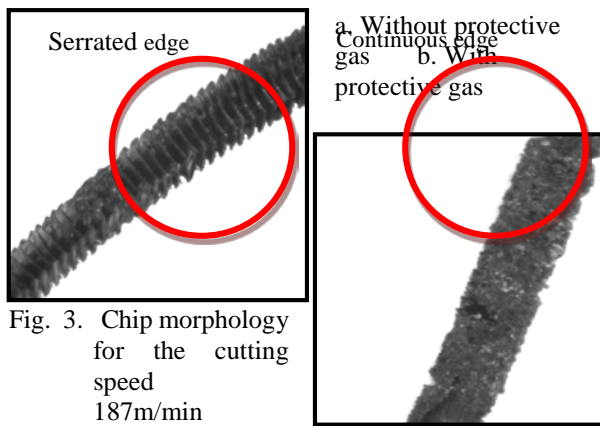 Serrated edge
a. Without protective
Continuous edge
gas b. With
protective gas
Fig. 3. Chip morphology
for the cutting
speed
187m/min